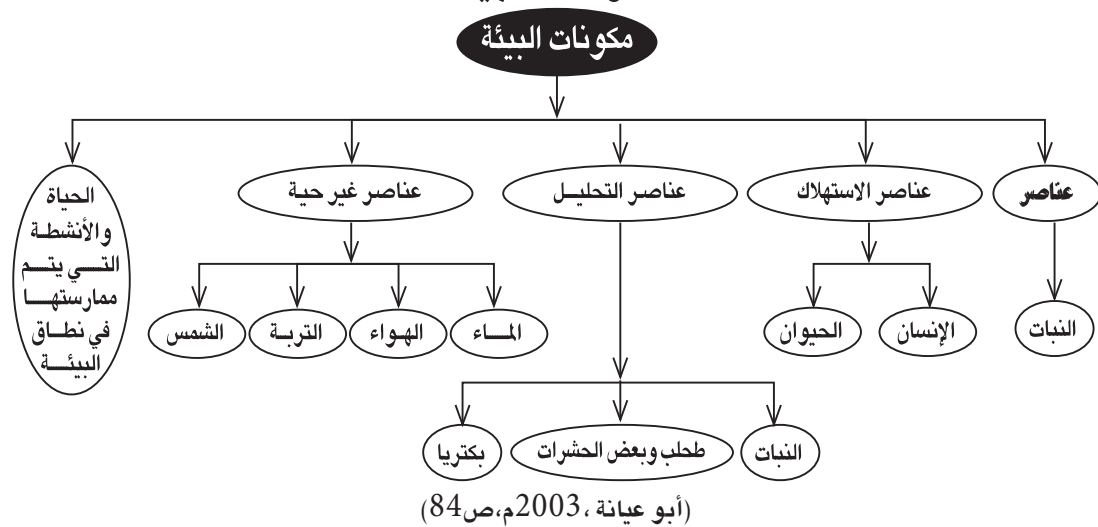 مكونات البيئة
عناصر
عناصر الاستهلاك
عناصر التحليل
عناصر غير حية
الحياة
والأنشطة
التي يتم
ممارستها
في نطاق
البيئة
النبات
الإنسان
الحيوان
الماء
الهواء
التربة
الشمس
النبات
طحلب وبعض الحشرات
بكتريا
(أبو عيانة ،2003م،ص84)